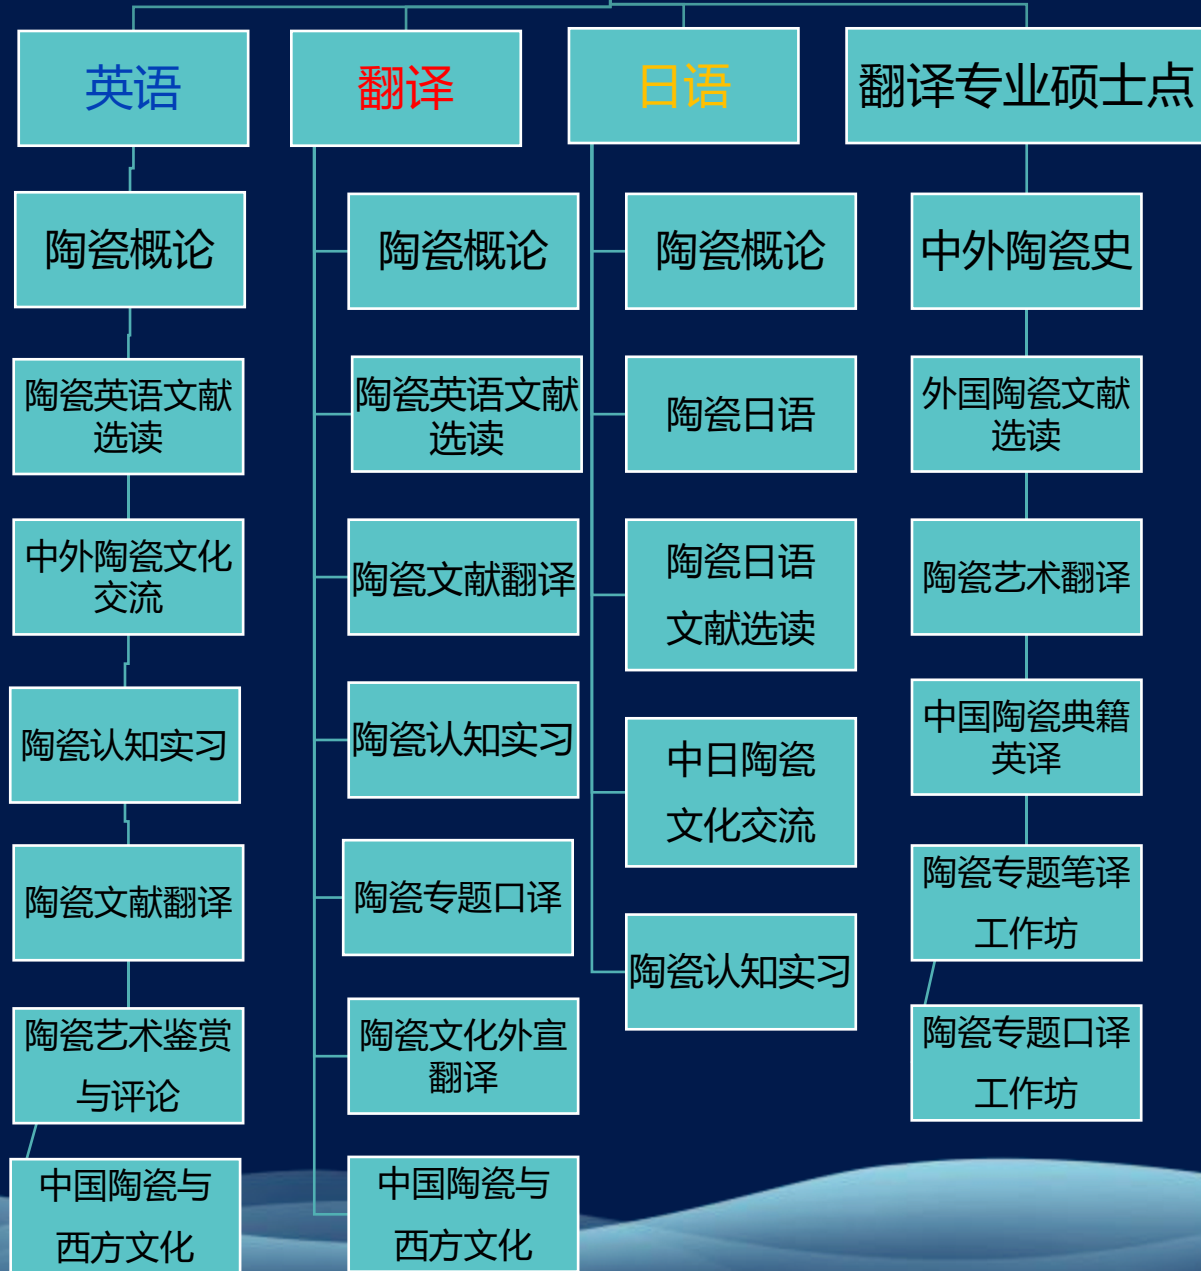 英语
陶瓷概论
陶瓷英语文献
选读
中外陶瓷文化
交流
陶瓷认知实习
陶瓷文献翻译
陶瓷艺术鉴赏
与评论
中国陶瓷与
西方文化
翻译
陶瓷概论
陶瓷英语文献
选读
陶瓷文献翻译
陶瓷认知实习
陶瓷专题口译
陶瓷文化外宣
翻译
中国陶瓷与
西方文化
日语
陶瓷概论
陶瓷日语
陶瓷日语
文献选读
中日陶瓷
文化交流
陶瓷认知实习
翻译专业硕士点
中外陶瓷史
外国陶瓷文献
选读
陶瓷艺术翻译
中国陶瓷典籍
英译
陶瓷专题笔译
工作坊
陶瓷专题口译
工作坊